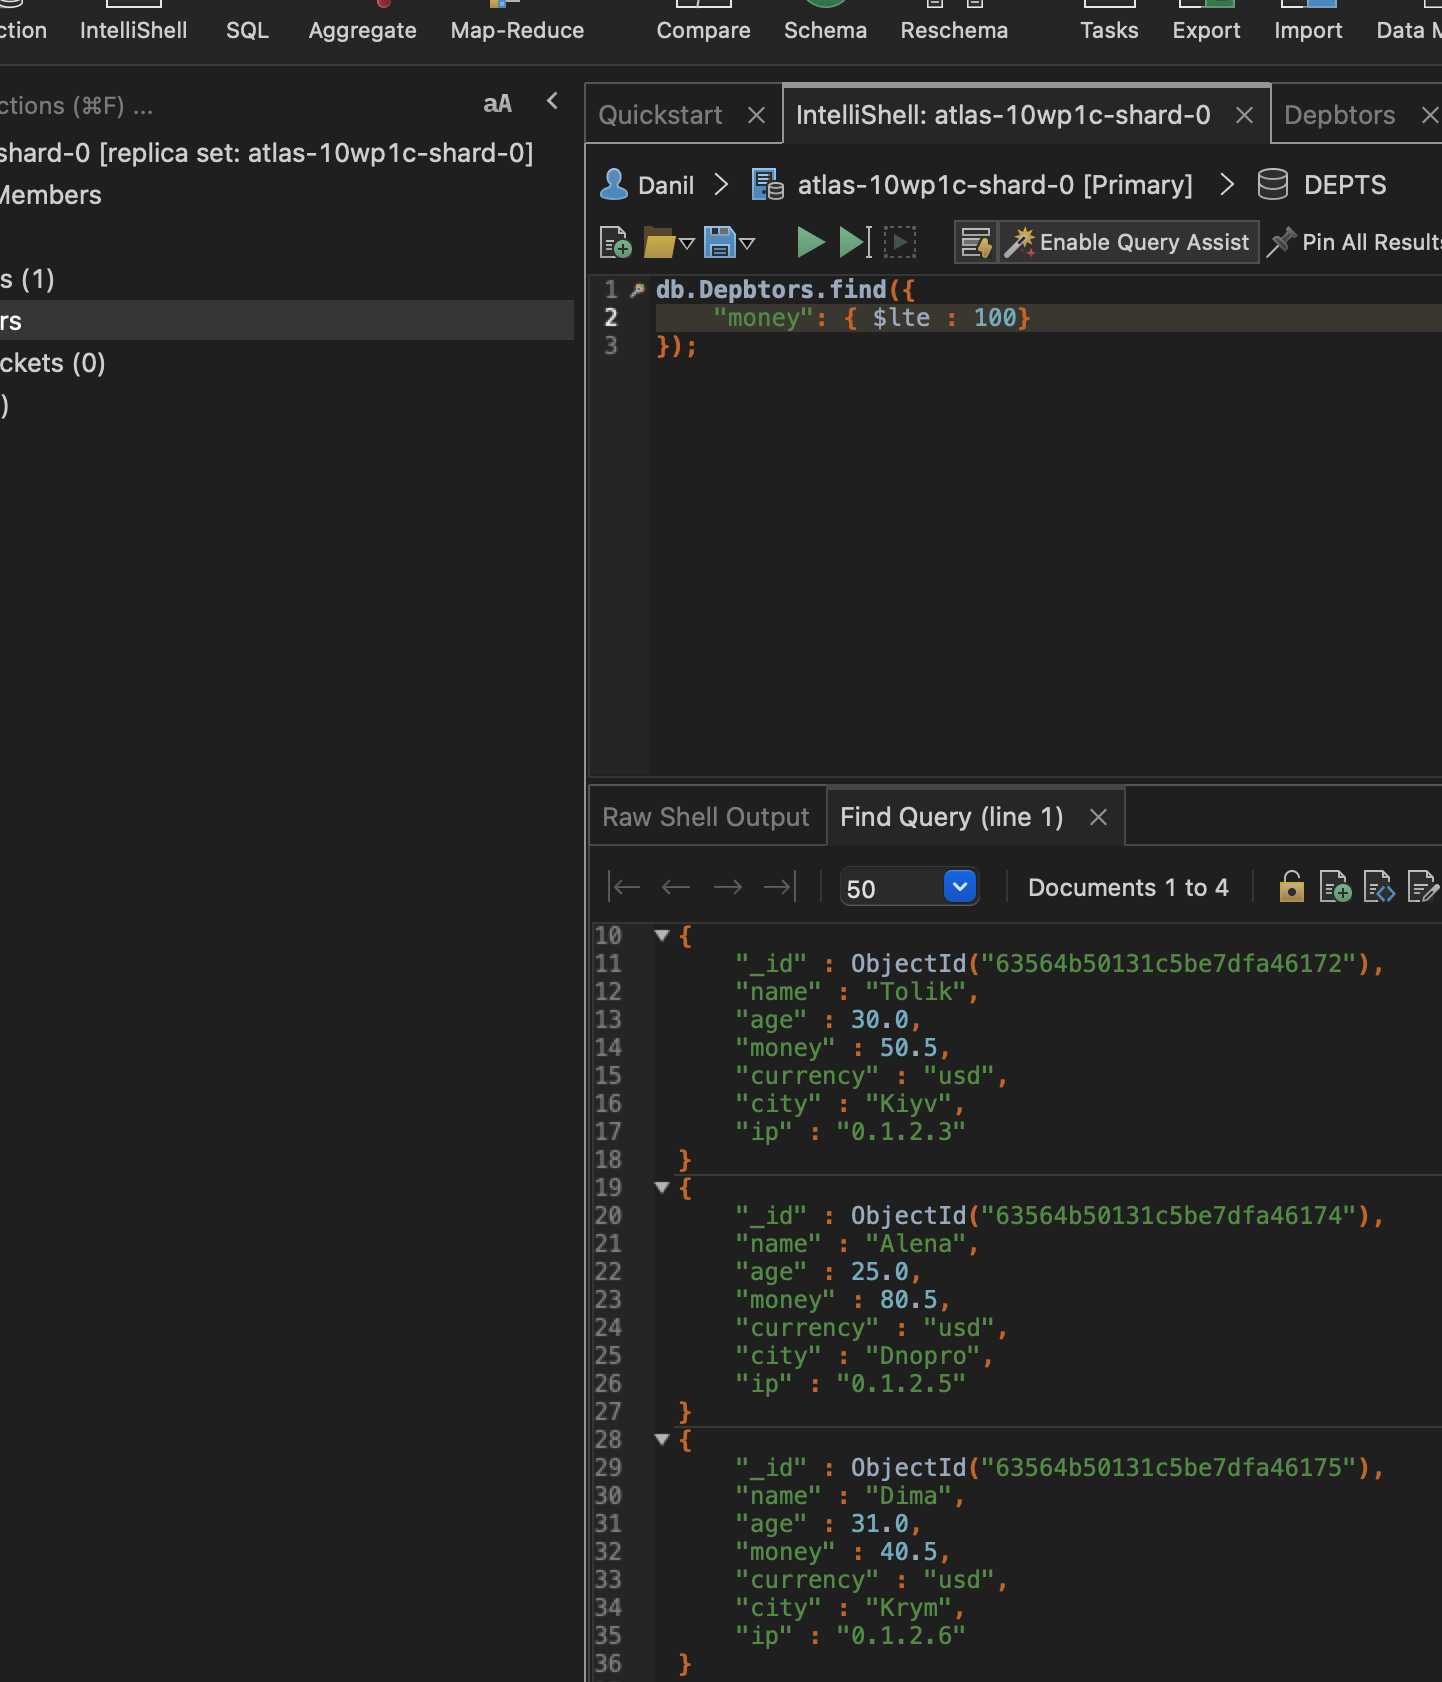 ction IntelliShell SQL Aggregate Map-Reduce Compare Schema Reschema Tasks Export Import Data M
ctions (⌘F) ... aA
shard-0 [replica set: atlas-10wp1c-shard-0]
Members
s (1)
rs
ckets (0)
)
Quickstart IntelliShell: atlas-10wp1c-shard-0 Depbtors
Danil > atlas-10wp1c-shard-0 [Primary] > DEPTS
Enable Query Assist Pin All Results
1 db.Depbtors.find({
2 "money": { $lte : 100}
3 });
Raw Shell Output Find Query (line 1)
50 Documents 1 to 4
10 {
11 "_id" : ObjectId("63564b50131c5be7dfa46172"),
12 "name" : "Tolik",
13 "age" : 30.0,
14 "money" : 50.5,
15 "currency" : "usd",
16 "city" : "Kiyv",
17 "ip" : "0.1.2.3"
18 }
19 {
20 "_id" : ObjectId("63564b50131c5be7dfa46174"),
21 "name" : "Alena",
22 "age" : 25.0,
23 "money" : 80.5,
24 "currency" : "usd",
25 "city" : "Dnopro",
26 "ip" : "0.1.2.5"
27 }
28 {
29 "_id" : ObjectId("63564b50131c5be7dfa46175"),
30 "name" : "Dima",
31 "age" : 31.0,
32 "money" : 40.5,
33 "currency" : "usd",
34 "city" : "Krym",
35 "ip" : "0.1.2.6"
36 }